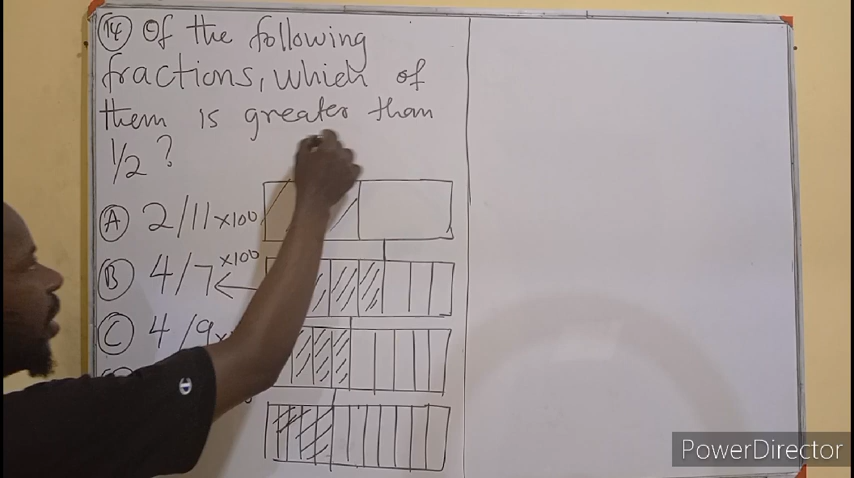 14 Of the following
fractions, which of
them is greater than
1/2 ?
A 2/11 ×100
B 4/7 ×100
C 4/9
PowerDirector